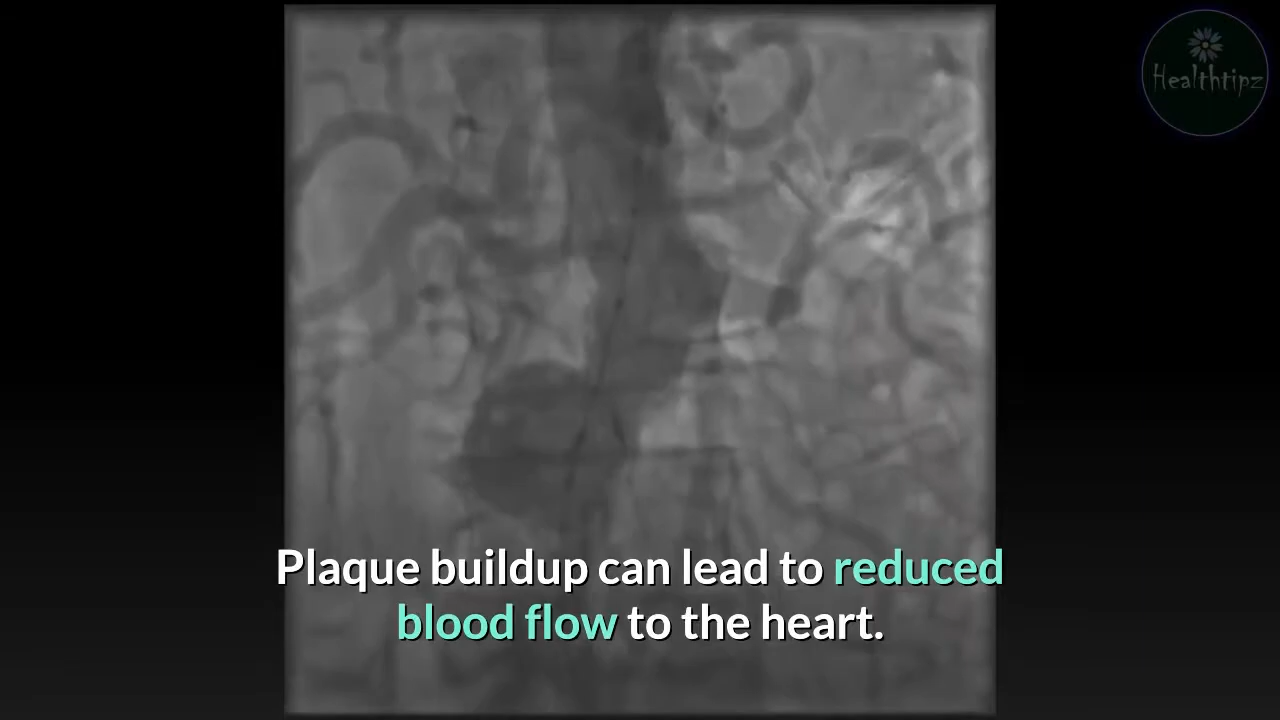 Healthtipz
Plaque buildup can lead to reduced
blood flow to the heart.